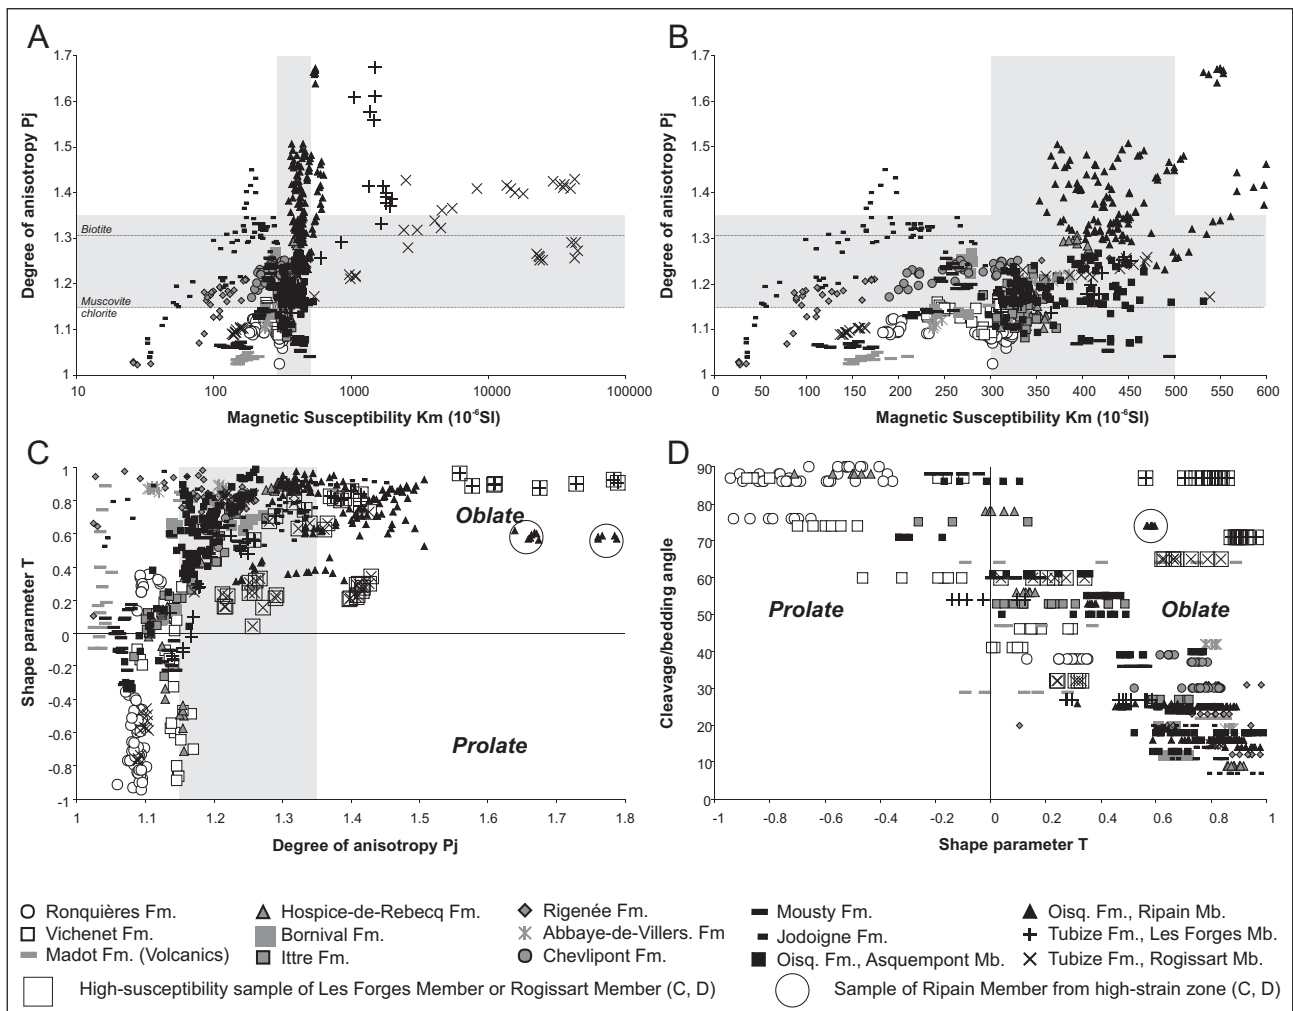 A
B
1.7
1.6
1.5
1.4
1.3
1.2
1.1
1
Degree of anisotropy Pj
Biotite
Muscovite
chlorite
10
100
1000
10000
100000
Magnetic Susceptibility Km (10⁻⁶SI)
1.7
1.6
1.5
1.4
1.3
1.2
1.1
1
Degree of anisotropy Pj
0
50
100
150
200
250
300
350
400
450
500
550
600
Magnetic Susceptibility Km (10⁻⁶SI)
C
D
1
0.8
0.6
0.4
0.2
0
-0.2
-0.4
-0.6
-0.8
-1
Shape parameter T
Oblate
Prolate
1
1.1
1.2
1.3
1.4
1.5
1.6
1.7
1.8
Degree of anisotropy Pj
90
80
70
60
50
40
30
20
10
0
Cleavage/bedding angle
Prolate
Oblate
-1
-0.8
-0.6
-0.4
-0.2
0
0.2
0.4
0.6
0.8
1
Shape parameter T
Ronquières Fm.
Vichenet Fm.
Madot Fm. (Volcanics)
Hospice-de-Rebecq Fm.
Bornival Fm.
Ittre Fm.
Rigenée Fm.
Abbaye-de-Villers. Fm
Chevlipont Fm.
Mousty Fm.
Jodoigne Fm.
Oisq. Fm., Asquempont Mb.
Oisq. Fm., Ripain Mb.
Tubize Fm., Les Forges Mb.
Tubize Fm., Rogissart Mb.
High-susceptibility sample of Les Forges Member or Rogissart Member (C, D)
Sample of Ripain Member from high-strain zone (C, D)